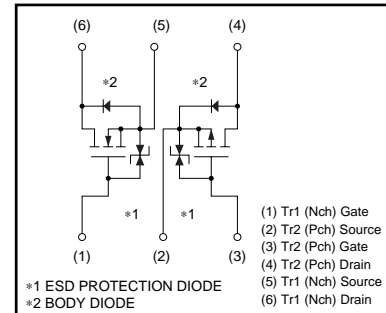 (6) (5) (4)
∗2 ∗2
∗1 ∗1
(1) (2) (3)
(1) Tr1 (Nch) Gate
(2) Tr2 (Pch) Source
(3) Tr2 (Pch) Gate
(4) Tr2 (Pch) Drain
(5) Tr1 (Nch) Source
(6) Tr1 (Nch) Drain
∗1 ESD PROTECTION DIODE
∗2 BODY DIODE